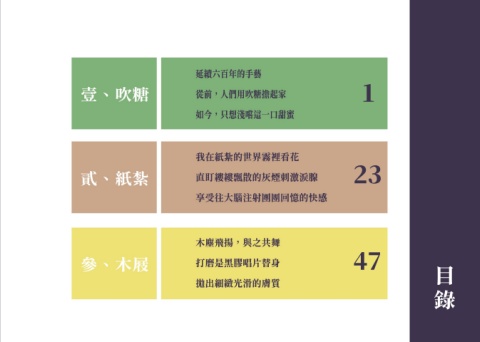 壹、吹糖
延續六百年的手藝
從前，人們用吹糖撐起家
如今，只想淺嚐這一口甜蜜
1
貳、紙紮
我在紙紮的世界霧裡看花
直盯縷縷飄散的灰煙刺激淚腺
享受往大腦注射團團回憶的快感
23
參、木屐
木塵飛揚，與之共舞
打磨是黑膠唱片替身
拋出細緻光滑的膚質
47
目錄